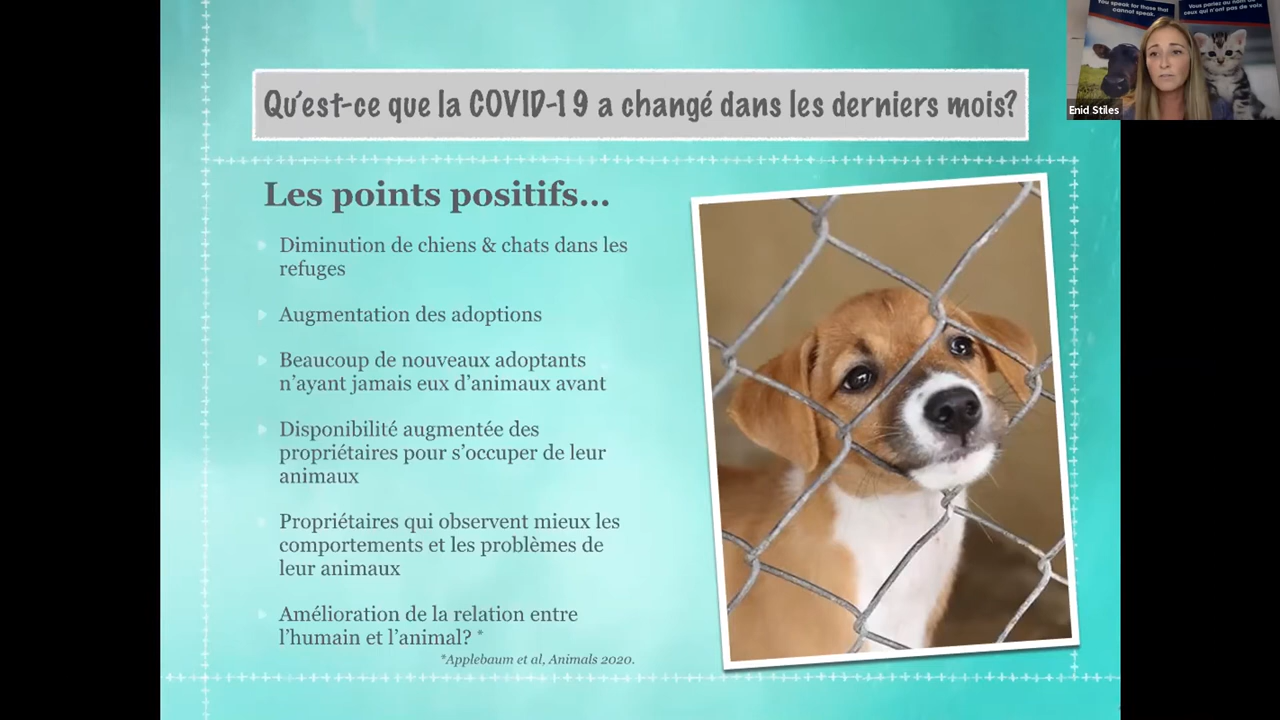 You speak for those that
cannot speak.
Vous parlez au nom de
ceux qui n'ont pas de voix
Enid Stiles
Qu'est-ce que la COVID-19 a changé dans les derniers mois?
Les points positifs...
Diminution de chiens & chats dans les
refuges
Augmentation des adoptions
Beaucoup de nouveaux adoptants
n'ayant jamais eux d'animaux avant
Disponibilité augmentée des
propriétaires pour s'occuper de leur
animaux
Propriétaires qui observent mieux les
comportements et les problèmes de
leur animaux
Amélioration de la relation entre
l'humain et l'animal? *
*Applebaum et al, Animals 2020.